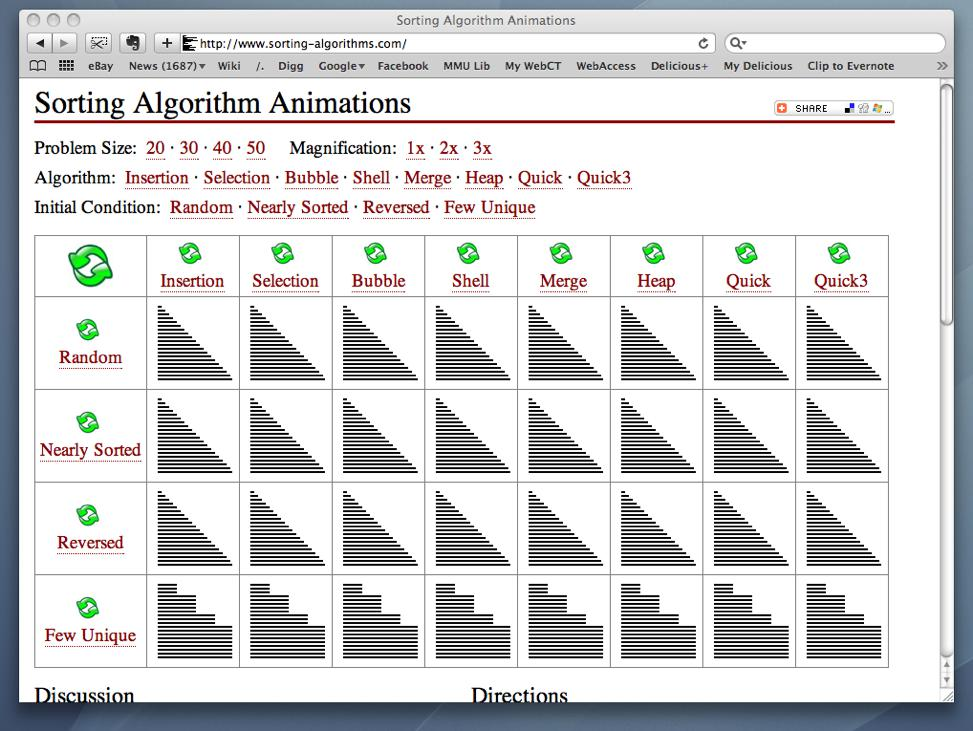 Sorting Algorithm Animations
http://www.sorting-algorithms.com/
eBay News (1687)▾ Wiki /. Digg Google▾ Facebook MMU Lib My WebCT WebAccess Delicious+ My Delicious Clip to Evernote »
Sorting Algorithm Animations
SHARE ...
Problem Size: 20 · 30 · 40 · 50 Magnification: 1x · 2x · 3x
Algorithm: Insertion · Selection · Bubble · Shell · Merge · Heap · Quick · Quick3
Initial Condition: Random · Nearly Sorted · Reversed · Few Unique
Insertion Selection Bubble Shell Merge Heap Quick Quick3
Random
Nearly Sorted
Reversed
Few Unique
Discussion Directions